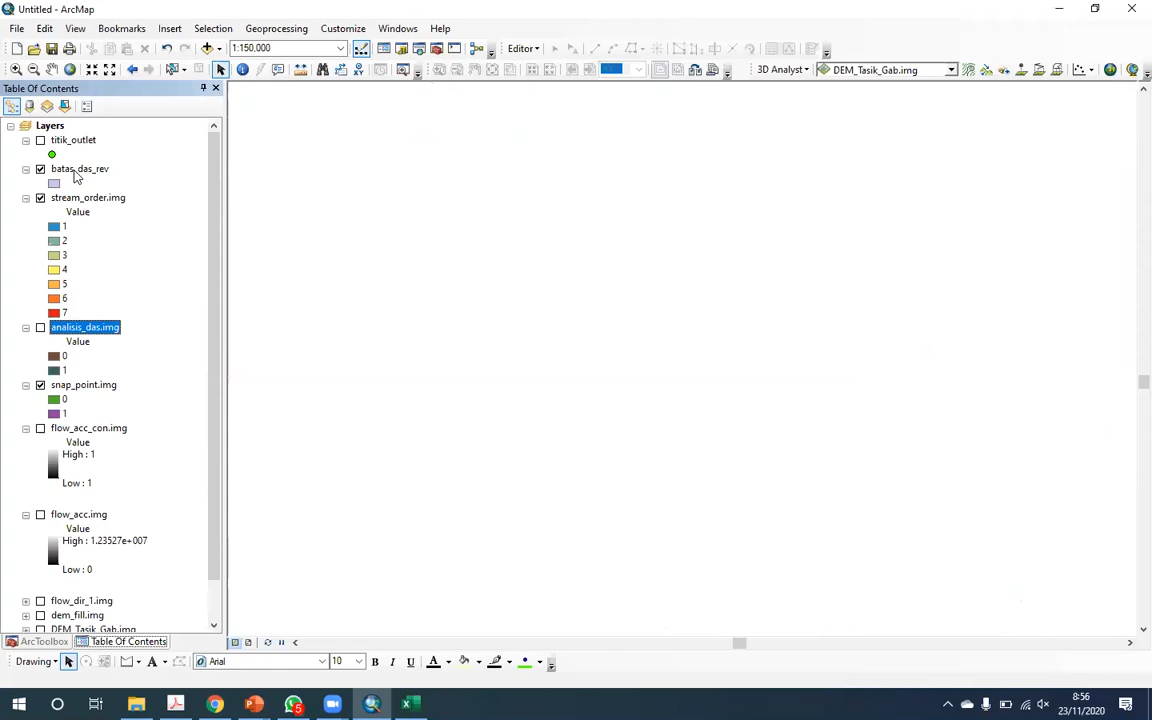 Untitled - ArcMap
File Edit View Bookmarks Insert Selection Geoprocessing Customize Windows Help
1:150,000 Editor
3D Analyst DEM_Tasik_Gab.img
Table Of Contents
Layers
titik_outlet
batas_das_rev
stream_order.img
Value
1
2
3
4
5
6
7
analisis_das.img
Value
0
1
snap_point.img
0
1
flow_acc_con.img
Value
High : 1
Low : 1
flow_acc.img
Value
High : 1.23527e+007
Low : 0
flow_dir_1.img
dem_fill.img
DEM_Tasik_Gab.img
ArcToolbox Table Of Contents
Drawing A Arial 10 B I U A
5
8:56
23/11/2020